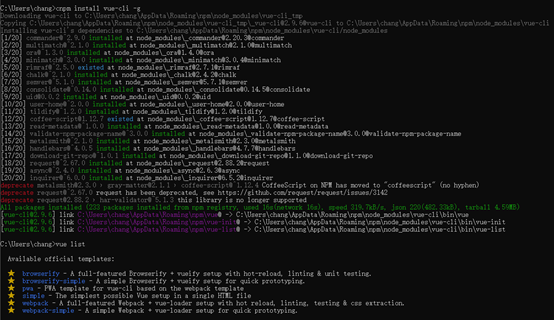 C:\Users\chang>cnpm install vue-cli -g
Downloading vue-cli to C:\Users\chang\AppData\Roaming\npm\node_modules\vue-cli_tmp
Copying C:\Users\chang\AppData\Roaming\npm\node_modules\vue-cli_tmp\_vue-cli@2.9.6@vue-cli to C:\Users\chang\AppData\Roaming\npm\node_modules\vue-cli
Installing vue-cli's dependencies to C:\Users\chang\AppData\Roaming\npm\node_modules\vue-cli/node_modules
[1/20] commander@^2.9.0 installed at node_modules\_commander@2.20.3@commander
[2/20] multimatch@^2.1.0 installed at node_modules\_multimatch@2.1.0@multimatch
[3/20] ora@^1.3.0 installed at node_modules\_ora@1.4.0@ora
[4/20] minimatch@^3.0.0 installed at node_modules\_minimatch@3.0.4@minimatch
[5/20] rimraf@^2.5.0 existed at node_modules\_rimraf@2.7.1@rimraf
[6/20] chalk@^2.1.0 installed at node_modules\_chalk@2.4.2@chalk
[7/20] semver@^5.1.0 installed at node_modules\_semver@5.7.1@semver
[8/20] consolidate@^0.14.0 installed at node_modules\_consolidate@0.14.5@consolidate
[9/20] uid@0.0.2 installed at node_modules\_uid@0.0.2@uid
[10/20] user-home@^2.0.0 installed at node_modules\_user-home@2.0.0@user-home
[11/20] tildify@^1.2.0 installed at node_modules\_tildify@1.2.0@tildify
[12/20] coffee-script@1.12.7 existed at node_modules\_coffee-script@1.12.7@coffee-script
[13/20] read-metadata@^1.0.0 installed at node_modules\_read-metadata@1.0.0@read-metadata
[14/20] validate-npm-package-name@^3.0.0 installed at node_modules\_validate-npm-package-name@3.0.0@validate-npm-package-name
[15/20] metalsmith@^2.1.0 installed at node_modules\_metalsmith@2.3.0@metalsmith
[16/20] handlebars@^4.0.5 installed at node_modules\_handlebars@4.7.7@handlebars
[17/20] download-git-repo@^1.0.1 installed at node_modules\_download-git-repo@1.1.0@download-git-repo
[18/20] request@^2.67.0 installed at node_modules\_request@2.88.2@request
[19/20] async@^2.4.0 installed at node_modules\_async@2.6.3@async
[20/20] inquirer@^6.0.0 installed at node_modules\_inquirer@6.5.2@inquirer
deprecate metalsmith@2.3.0 › gray-matter@2.1.1 › coffee-script@^1.12.4 CoffeeScript on NPM has moved to "coffeescript" (no hyphen)
deprecate request@^2.67.0 request has been deprecated, see https://github.com/request/request/issues/3142
deprecate request@2.88.2 › har-validator@~5.1.3 this library is no longer supported
All packages installed (233 packages installed from npm registry, used 16s(network 16s), speed 319.7kB/s, json 220(482.33kB), tarball 4.59MB)
[vue-cli@2.9.6] link C:\Users\chang\AppData\Roaming\npm\vue@ -> C:\Users\chang\AppData\Roaming\npm\node_modules\vue-cli\bin\vue
[vue-cli@2.9.6] link C:\Users\chang\AppData\Roaming\npm\vue-init@ -> C:\Users\chang\AppData\Roaming\npm\node_modules\vue-cli\bin\vue-init
[vue-cli@2.9.6] link C:\Users\chang\AppData\Roaming\npm\vue-list@ -> C:\Users\chang\AppData\Roaming\npm\node_modules\vue-cli\bin\vue-list
C:\Users\chang>vue list
Available official templates:
★ browserify - A full-featured Browserify + vueify setup with hot-reload, linting & unit testing.
★ browserify-simple - A simple Browserify + vueify setup for quick prototyping.
★ pwa - PWA template for vue-cli based on the webpack template
★ simple - The simplest possible Vue setup in a single HTML file
★ webpack - A full-featured Webpack + vue-loader setup with hot reload, linting, testing & css extraction.
★ webpack-simple - A simple Webpack + vue-loader setup for quick prototyping.